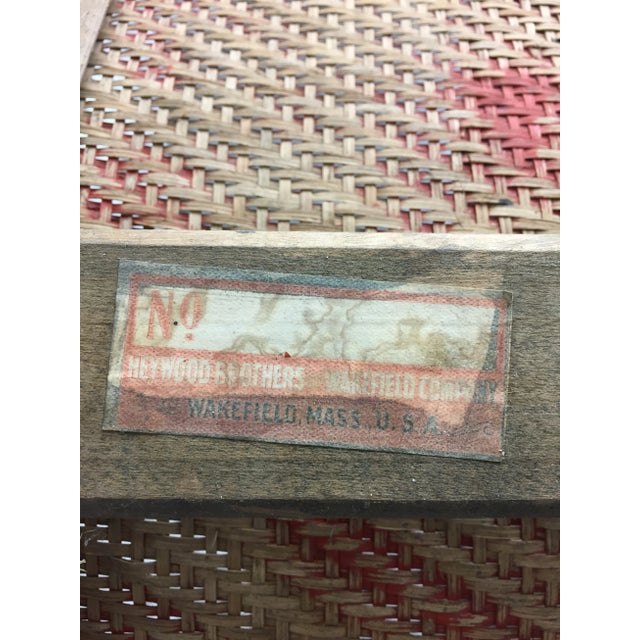 No.
HEYWOOD BROTHERS & WAKEFIELD COMPANY
WAKEFIELD, MASS., U.S.A.